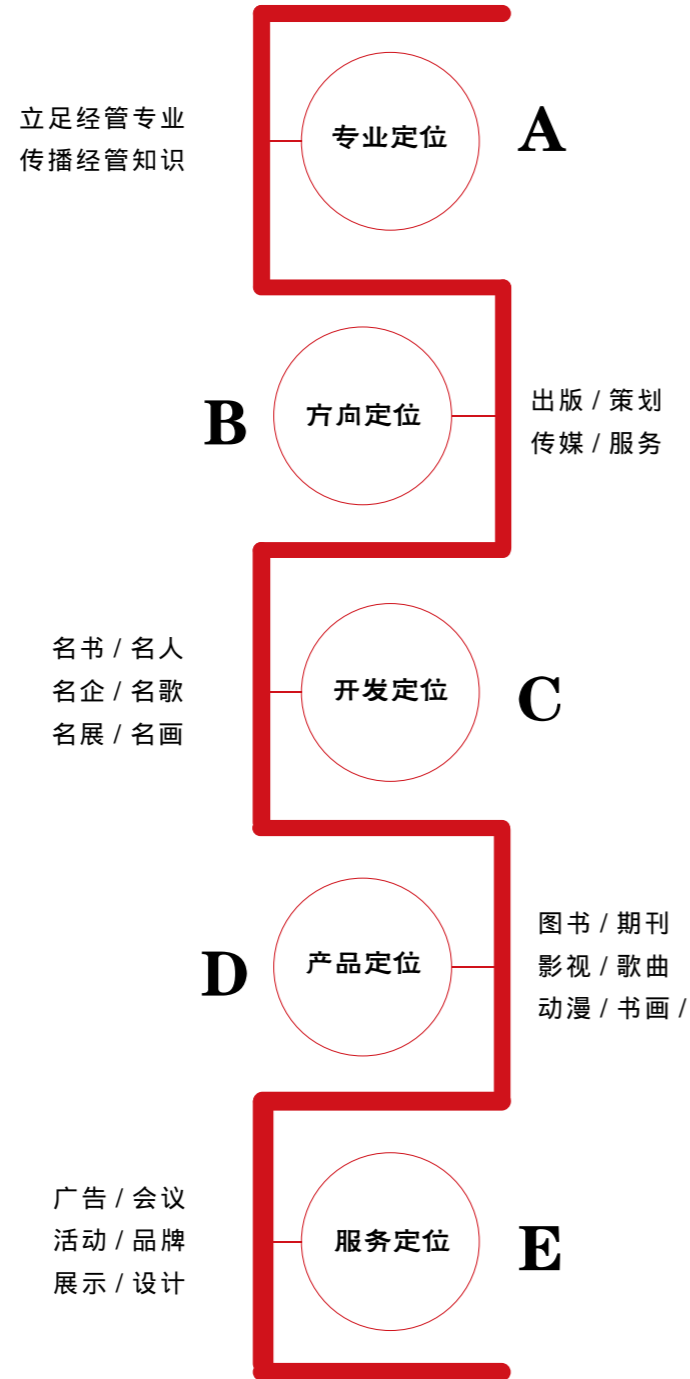 立足经管专业
传播经管知识
专业定位
A
B
方向定位
出版 / 策划
传媒 / 服务
名书 / 名人
名企 / 名歌
名展 / 名画
开发定位
C
D
产品定位
图书 / 期刊
影视 / 歌曲
动漫 / 书画 /
广告 / 会议
活动 / 品牌
展示 / 设计
服务定位
E